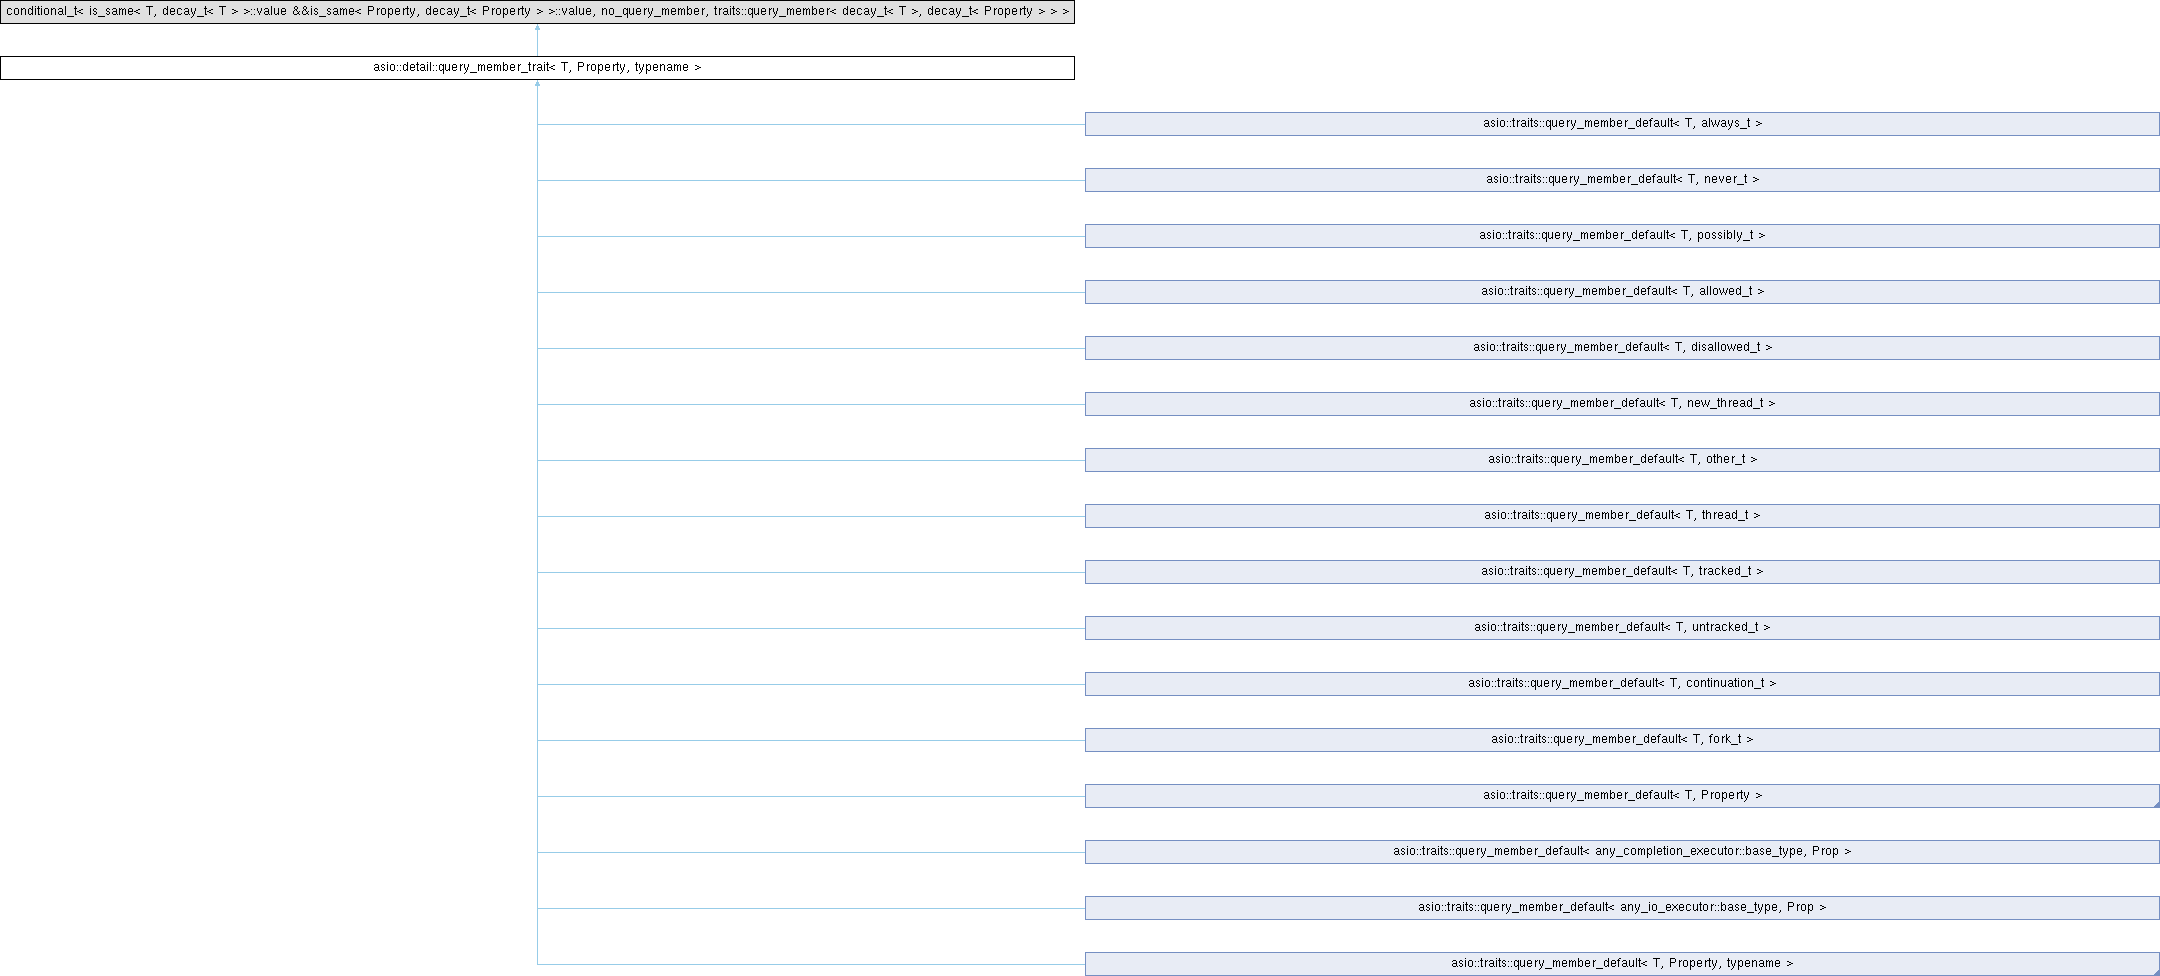 conditional_t< is_same< T, decay_t< T > >::value &&is_same< Property, decay_t< Property > >::value, no_query_member, traits::query_member< decay_t< T >, decay_t< Property > > >
asio::detail::query_member_trait< T, Property, typename >
asio::traits::query_member_default< T, always_t >
asio::traits::query_member_default< T, never_t >
asio::traits::query_member_default< T, possibly_t >
asio::traits::query_member_default< T, allowed_t >
asio::traits::query_member_default< T, disallowed_t >
asio::traits::query_member_default< T, new_thread_t >
asio::traits::query_member_default< T, other_t >
asio::traits::query_member_default< T, thread_t >
asio::traits::query_member_default< T, tracked_t >
asio::traits::query_member_default< T, untracked_t >
asio::traits::query_member_default< T, continuation_t >
asio::traits::query_member_default< T, fork_t >
asio::traits::query_member_default< T, Property >
asio::traits::query_member_default< any_completion_executor::base_type, Prop >
asio::traits::query_member_default< any_io_executor::base_type, Prop >
asio::traits::query_member_default< T, Property, typename >